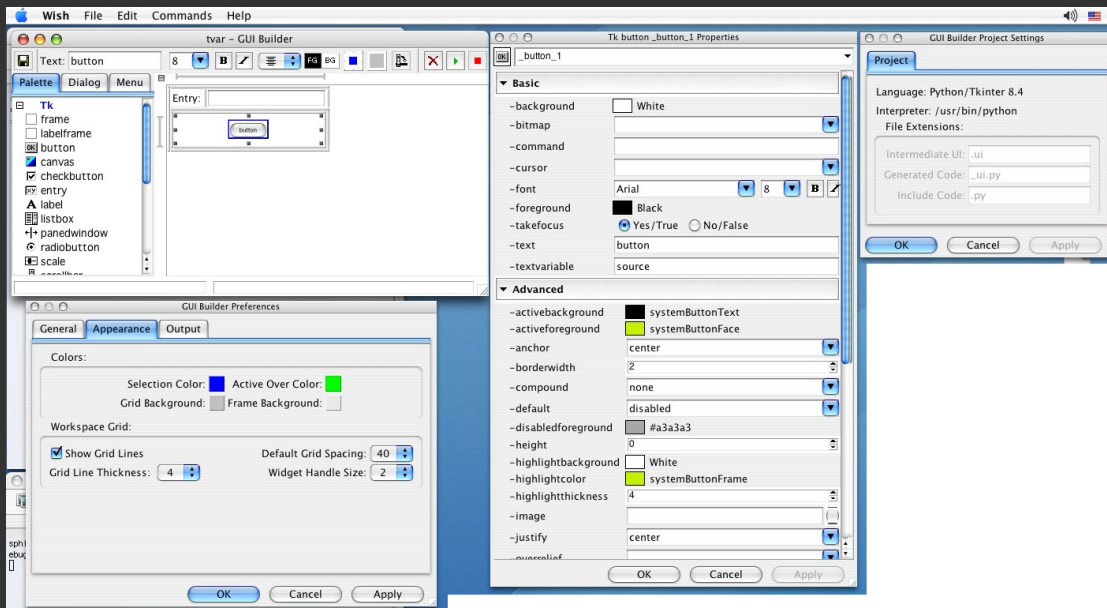 Wish File Edit Commands Help
tvar - GUI Builder
Text: button 8 B I FG BG
Palette Dialog Menu
Tk
frame
labelframe
OK button
canvas
checkbutton
entry
A label
listbox
panedwindow
radiobutton
scale
scrollbar
Entry:
button
GUI Builder Preferences
General Appearance Output
Colors:
Selection Color: Active Over Color:
Grid Background: Frame Background:
Workspace Grid:
Show Grid Lines Default Grid Spacing: 40
Grid Line Thickness: 4 Widget Handle Size: 2
OK Cancel Apply
sphi
ebug
Tk button _button_1 Properties
OK _button_1
Basic
-background White
-bitmap
-command
-cursor
-font Arial 8 B I
-foreground Black
-takefocus Yes/True No/False
-text button
-textvariable source
Advanced
-activebackground systemButtonText
-activeforeground systemButtonFace
-anchor center
-borderwidth 2
-compound none
-default disabled
-disabledforeground #a3a3a3
-height 0
-highlightbackground White
-highlightcolor systemButtonFrame
-highlightthickness 4
-image
-justify center
-overrelief
OK Cancel Apply
GUI Builder Project Settings
Project
Language: Python/Tkinter 8.4
Interpreter: /usr/bin/python
File Extensions:
Intermediate UI: .ui
Generated Code: _ui.py
Include Code: .py
OK Cancel Apply